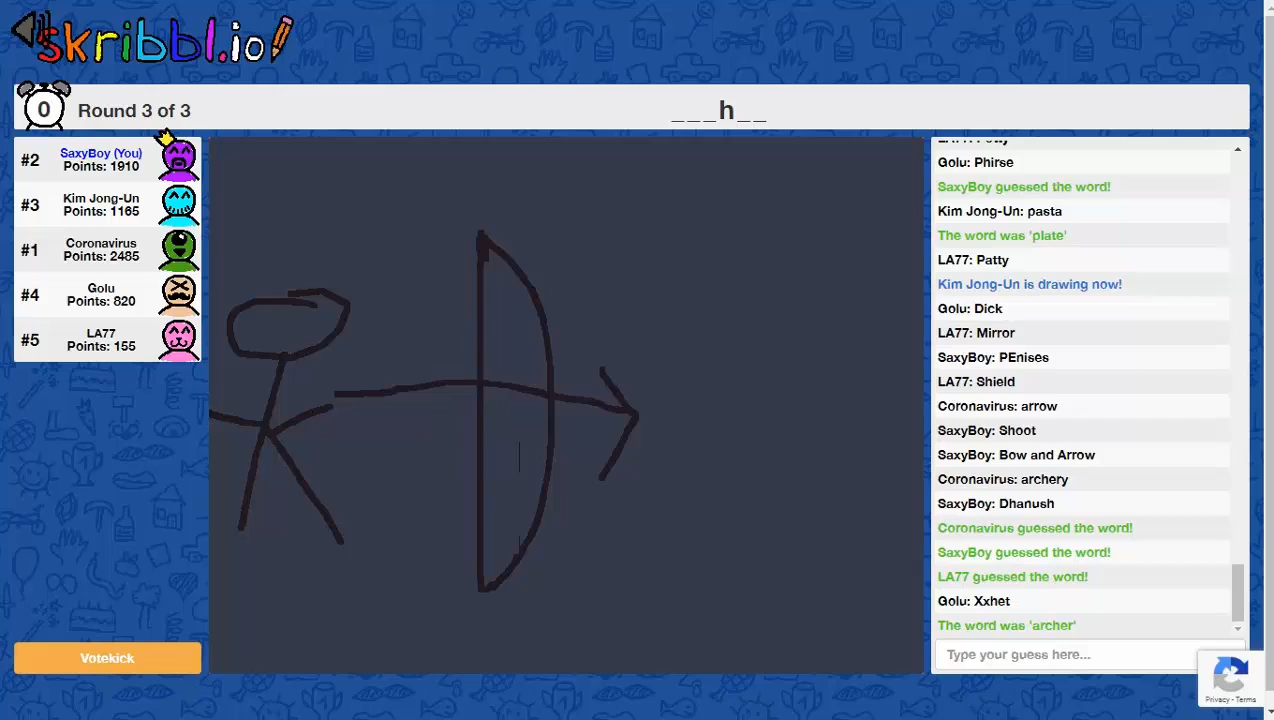 skribbl.io
0
Round 3 of 3
___h__
#2
SaxyBoy (You)
Points: 1910
#3
Kim Jong-Un
Points: 1165
#1
Coronavirus
Points: 2485
#4
Golu
Points: 820
#5
LA77
Points: 155
Votekick
Golu: Phirse
SaxyBoy guessed the word!
Kim Jong-Un: pasta
The word was 'plate'
LA77: Patty
Kim Jong-Un is drawing now!
Golu: Dick
LA77: Mirror
SaxyBoy: PEnises
LA77: Shield
Coronavirus: arrow
SaxyBoy: Shoot
SaxyBoy: Bow and Arrow
Coronavirus: archery
SaxyBoy: Dhanush
Coronavirus guessed the word!
SaxyBoy guessed the word!
LA77 guessed the word!
Golu: Xxhet
The word was 'archer'
Type your guess here...
Privacy - Terms